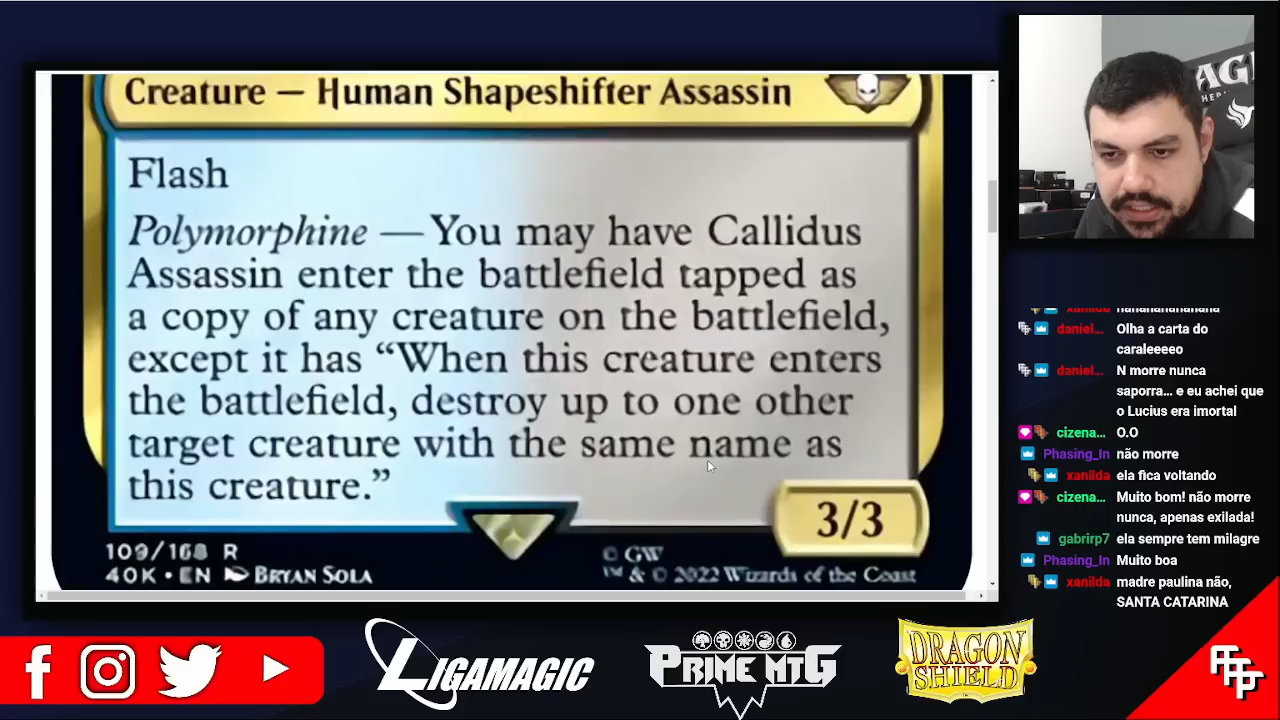 Creature — Human Shapeshifter Assassin
Flash
Polymorphine — You may have Callidus
Assassin enter the battlefield tapped as
a copy of any creature on the battlefield,
except it has “When this creature enters
the battlefield, destroy up to one other
target creature with the same name as
this creature.”
3/3
109/168 R
40K • EN BRYAN SOLA
© GW
™ & © 2022 Wizards of the Coast
xanilda
daniel... Olha a carta do
caraleeeo
daniel... N morre nunca
saporra... e eu achei que
o Lucius era imortal
cizena... O.O
Phasing_In não morre
xanilda ela fica voltando
cizena... Muito bom! não morre
nunca, apenas exilada!
gabrirp7 ela sempre tem milagre
Phasing_In Muito boa
xanilda madre paulina não,
SANTA CATARINA
LIGAMAGIC
PRIME MTG
DRAGON
SHIELD